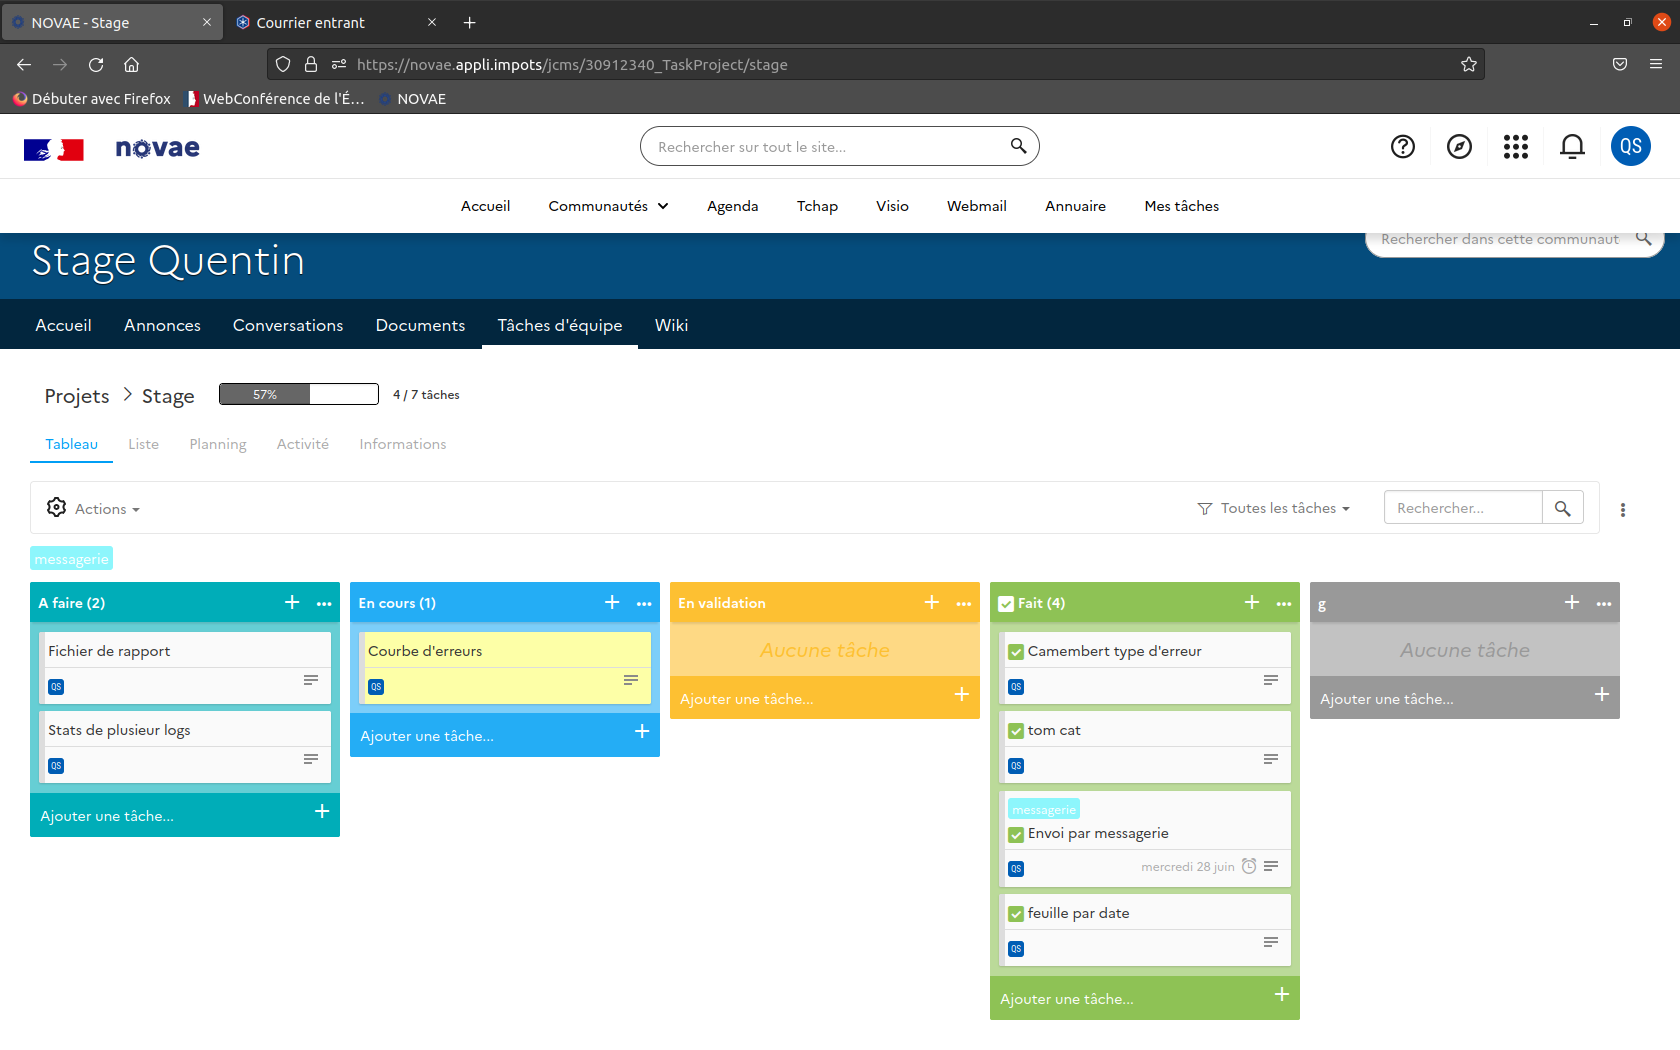 NOVAE - Stage
Courrier entrant
https://novae.appli.impots/jcms/30912340_TaskProject/stage
Débuter avec Firefox
WebConférence de l'É…
NOVAE
novae
Rechercher sur tout le site...
QS
Accueil
Communautés
Agenda
Tchap
Visio
Webmail
Annuaire
Mes tâches
Stage Quentin
Rechercher dans cette communaut
Accueil
Annonces
Conversations
Documents
Tâches d'équipe
Wiki
Projets > Stage
57%
4 / 7 tâches
Tableau
Liste
Planning
Activité
Informations
Actions
Toutes les tâches
Rechercher...
messagerie
A faire (2)
Fichier de rapport
QS
Stats de plusieur logs
QS
Ajouter une tâche...
En cours (1)
Courbe d'erreurs
QS
Ajouter une tâche...
En validation
Aucune tâche
Ajouter une tâche...
Fait (4)
Camembert type d'erreur
QS
tom cat
QS
messagerie
Envoi par messagerie
QS
mercredi 28 juin
feuille par date
QS
Ajouter une tâche...
g
Aucune tâche
Ajouter une tâche...